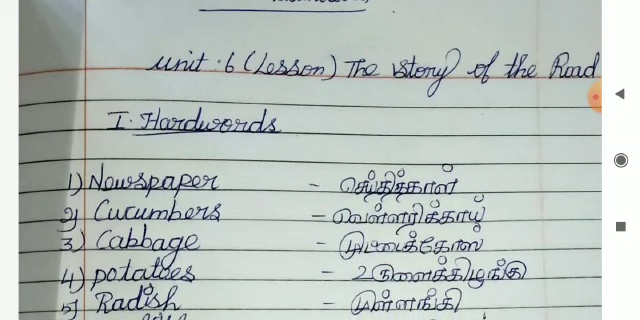 Unit . 6 (Lesson) The story of the Road
I. Hardwords
1) Newspaper - செய்தித்தாள்
2) Cucumbers - வெள்ளரிக்காய்
3) Cabbage - முட்டைக்கோஸ்
4) potatoes - உருளைக்கிழங்கு
5) Radish - முள்ளங்கி